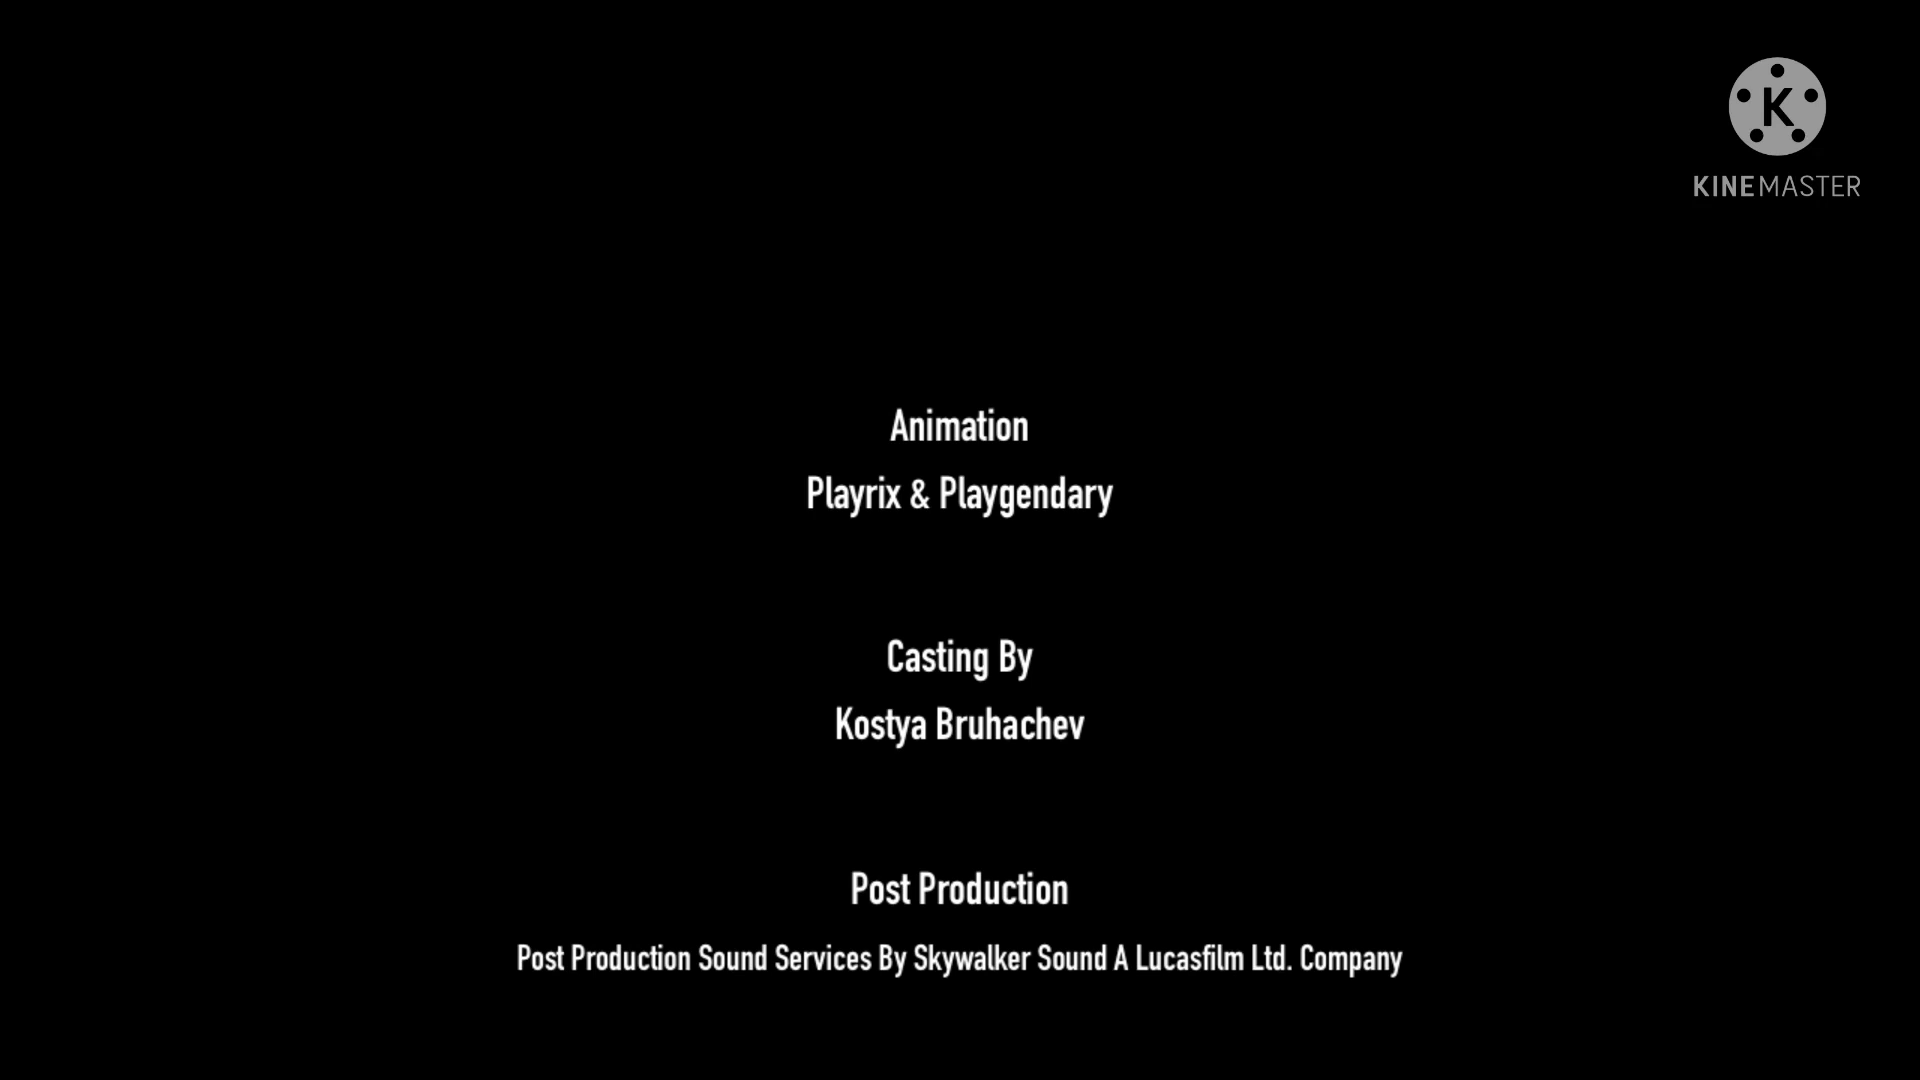 K
KINEMASTER
Animation
Playrix & Playgendary
Casting By
Kostya Bruhachev
Post Production
Post Production Sound Services By Skywalker Sound A Lucasfilm Ltd. Company